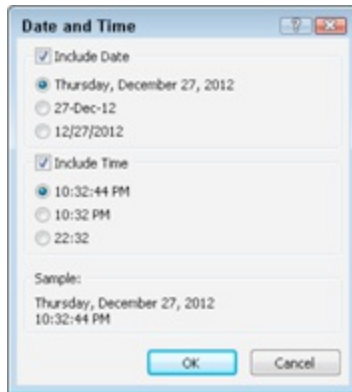 Date and Time
Include Date
Thursday, December 27, 2012
27-Dec-12
12/27/2012
Include Time
10:32:44 PM
10:32 PM
22:32
Sample:
Thursday, December 27, 2012
10:32:44 PM
OK Cancel